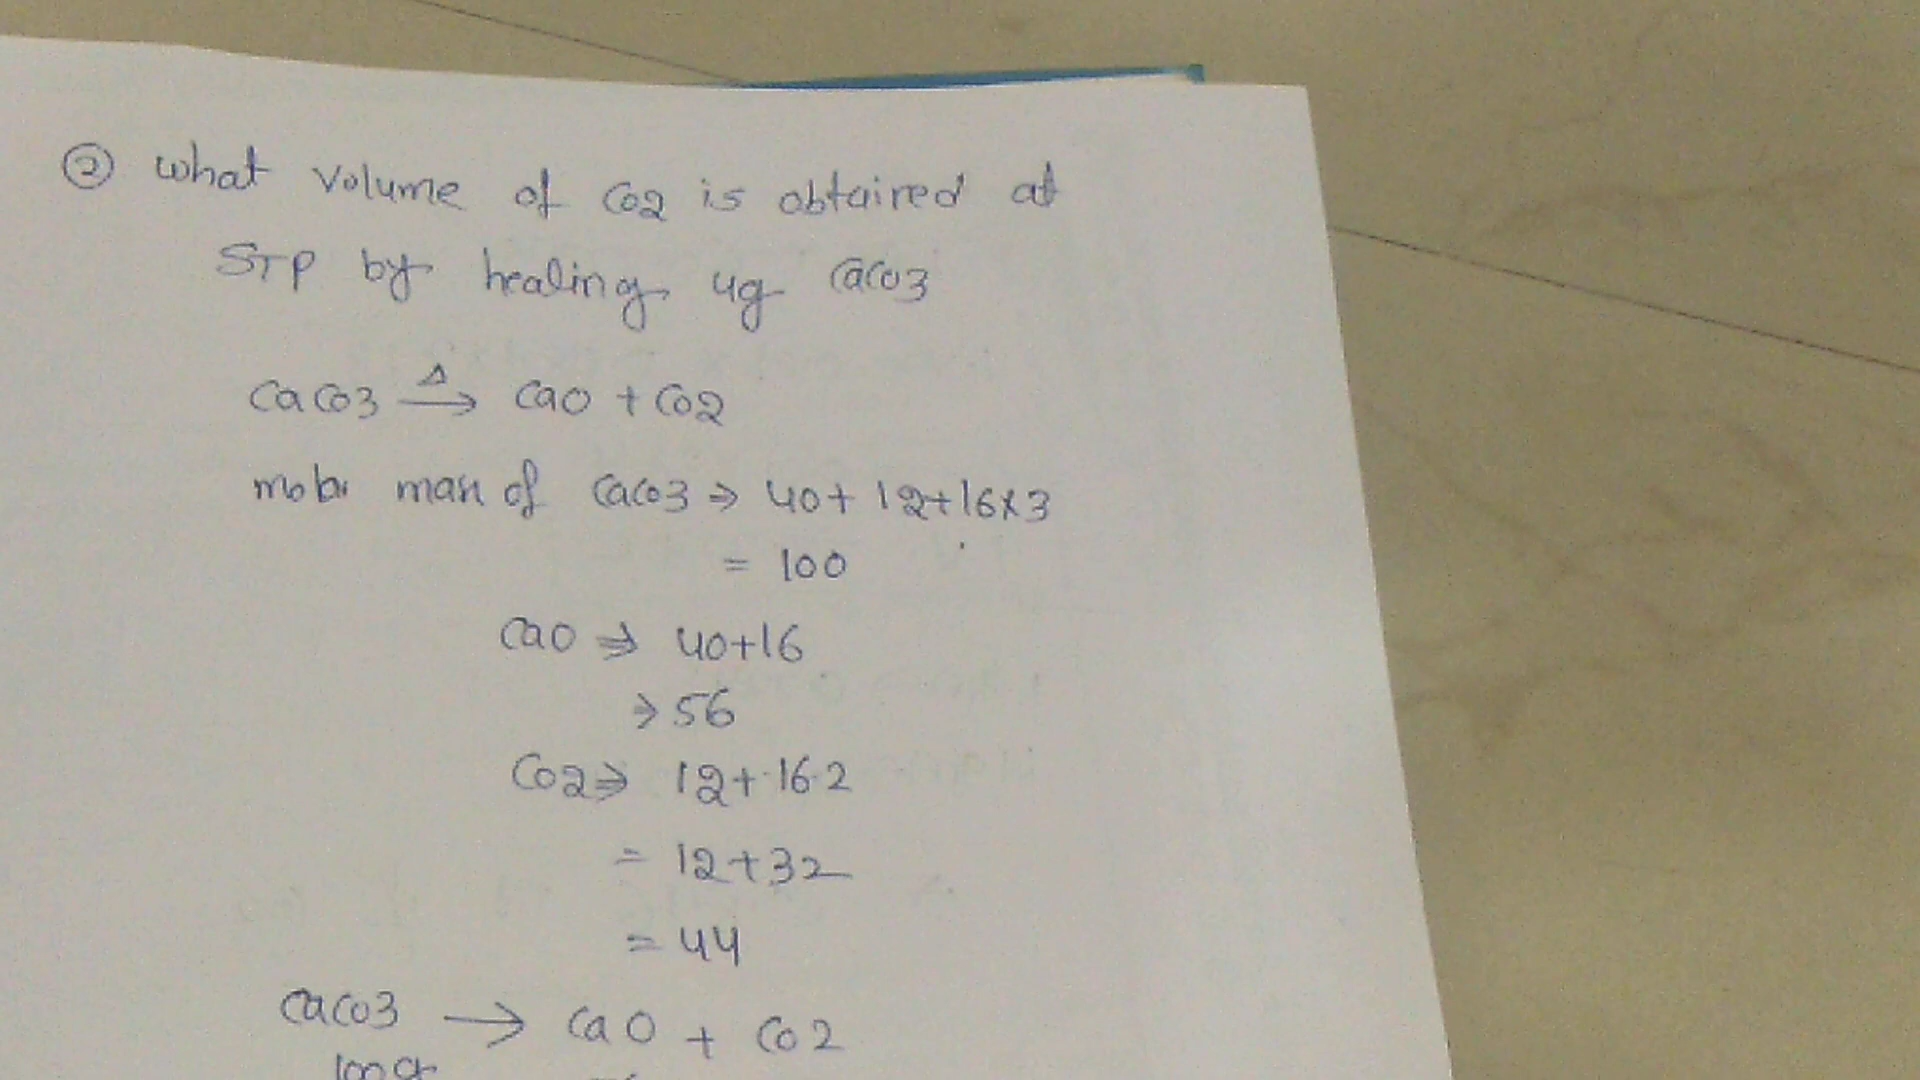 ② what volume of CO2 is obtained at
STP by healing 4g CaCO3
CaCO3 →Δ CaO + CO2
molar mass of CaCO3 ⇒ 40+12+16×3
= 100
CaO ⇒ 40+16
⇒ 56
CO2 ⇒ 12+16·2
= 12+32
= 44
CaCO3 → CaO + CO2
100g